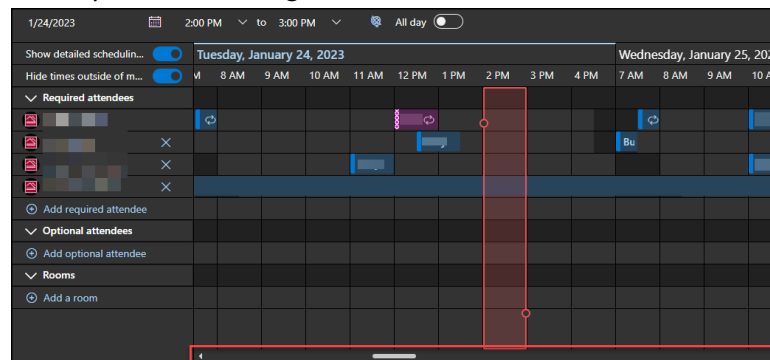 1/24/2023 2:00 PM to 3:00 PM All day
Show detailed schedulin... Tuesday, January 24, 2023 Wednesday, January 25, 202
Hide times outside of m... M 8 AM 9 AM 10 AM 11 AM 12 PM 1 PM 2 PM 3 PM 4 PM 7 AM 8 AM 9 AM 10 A
Required attendees
Bu
Add required attendee
Optional attendees
Add optional attendee
Rooms
Add a room